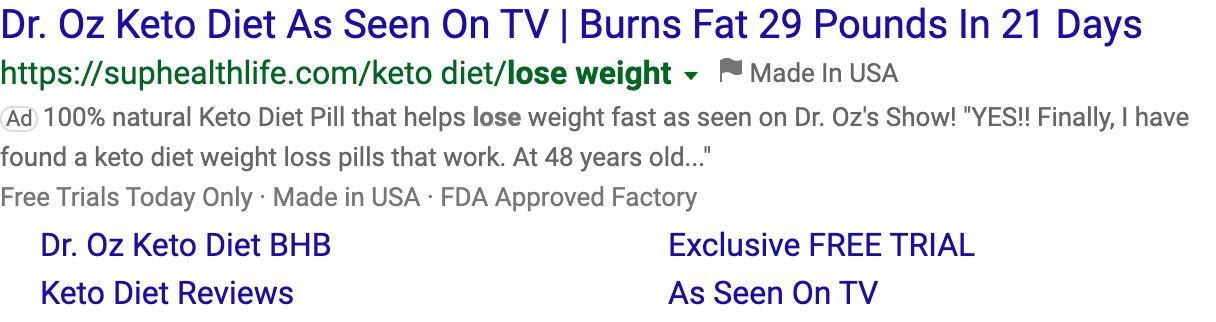 Dr. Oz Keto Diet As Seen On TV | Burns Fat 29 Pounds In 21 Days
https://suphealthlife.com/keto diet/lose weight Made In USA
Ad 100% natural Keto Diet Pill that helps lose weight fast as seen on Dr. Oz's Show! "YES!! Finally, I have
found a keto diet weight loss pills that work. At 48 years old..."
Free Trials Today Only · Made in USA · FDA Approved Factory
Dr. Oz Keto Diet BHB Exclusive FREE TRIAL
Keto Diet Reviews As Seen On TV